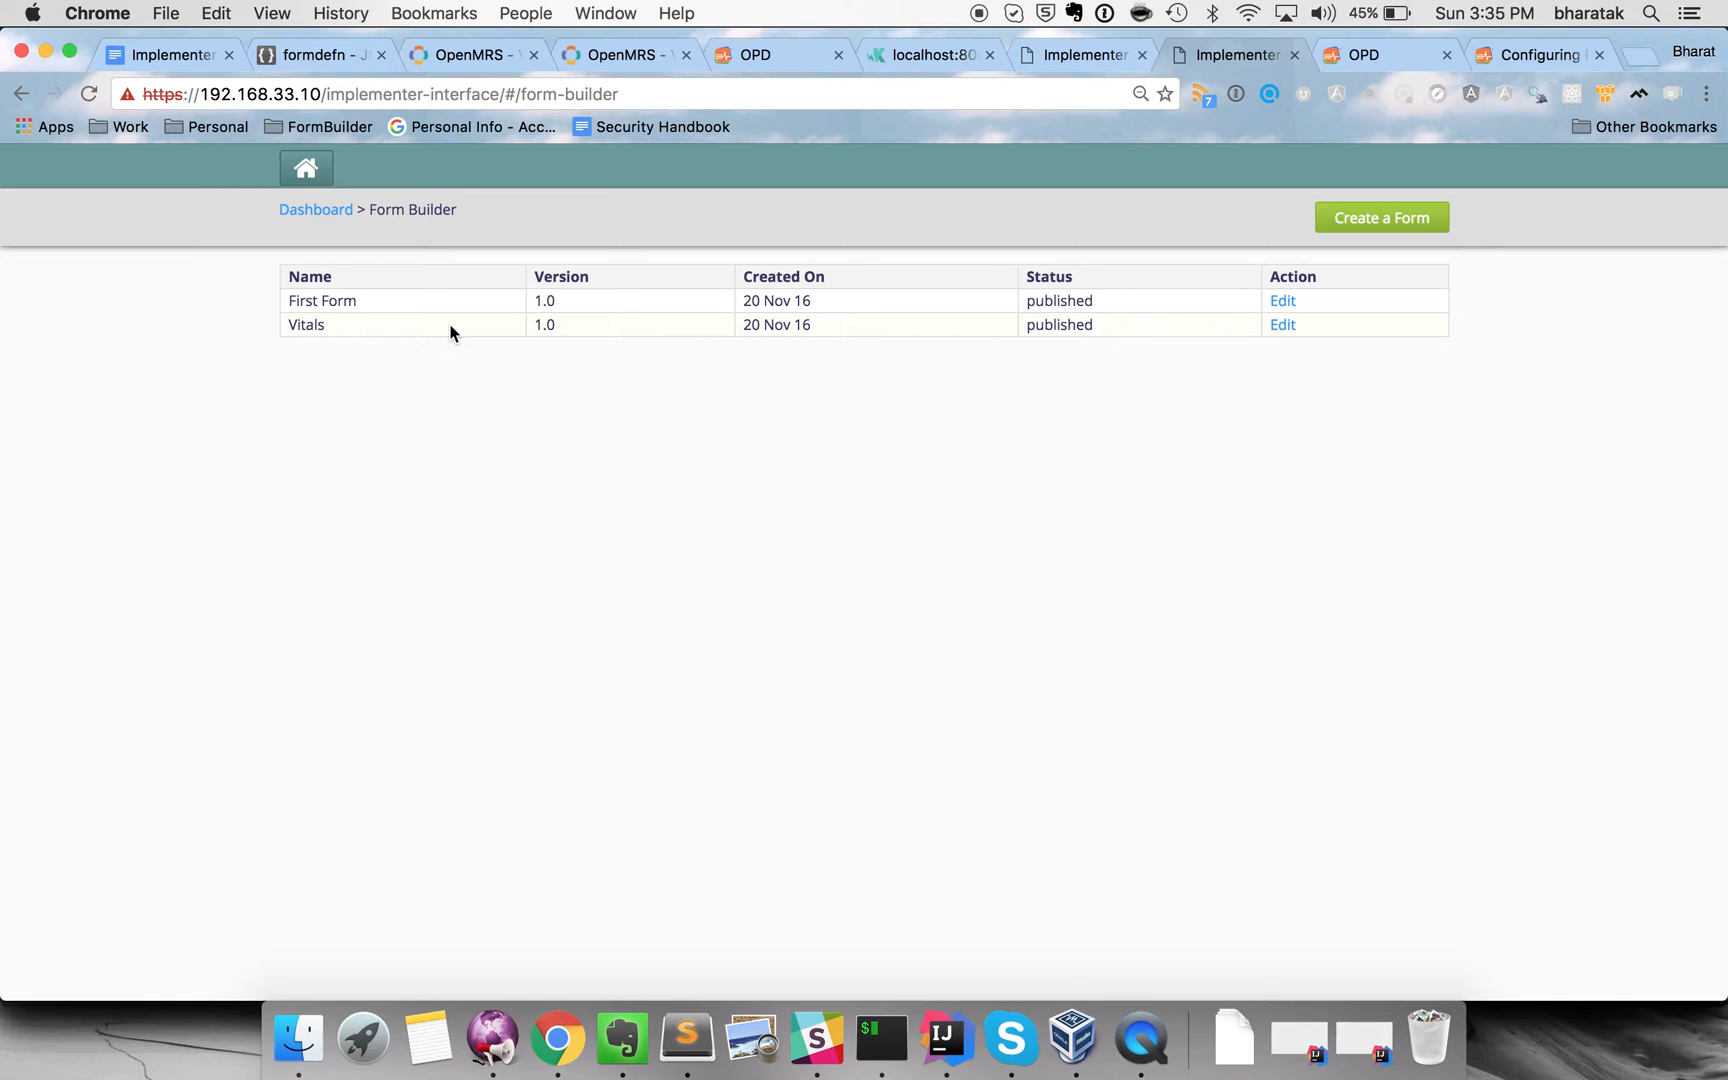 Chrome File Edit View History Bookmarks People Window Help 45% Sun 3:35 PM bharatak
Implementer formdefn - JS OpenMRS - OpenMRS - OPD localhost:80 Implementer Implementer OPD Configuring Bharat
https://192.168.33.10/implementer-interface/#/form-builder 7
Apps Work Personal FormBuilder Personal Info - Acc... Security Handbook Other Bookmarks
Dashboard > Form Builder
Create a Form
Name Version Created On Status Action
First Form 1.0 20 Nov 16 published Edit
Vitals 1.0 20 Nov 16 published Edit